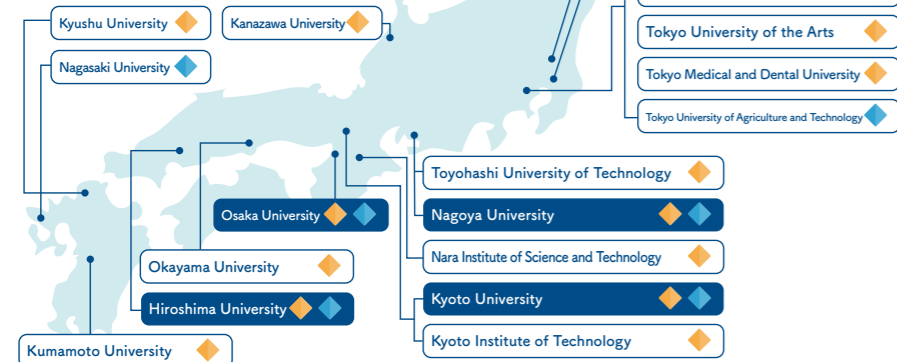 Kyushu University
Kanazawa University
Nagasaki University
Tokyo University of the Arts
Tokyo Medical and Dental University
Tokyo University of Agriculture and Technology
Toyohashi University of Technology
Osaka University
Nagoya University
Nara Institute of Science and Technology
Okayama University
Kyoto University
Hiroshima University
Kyoto Institute of Technology
Kumamoto University